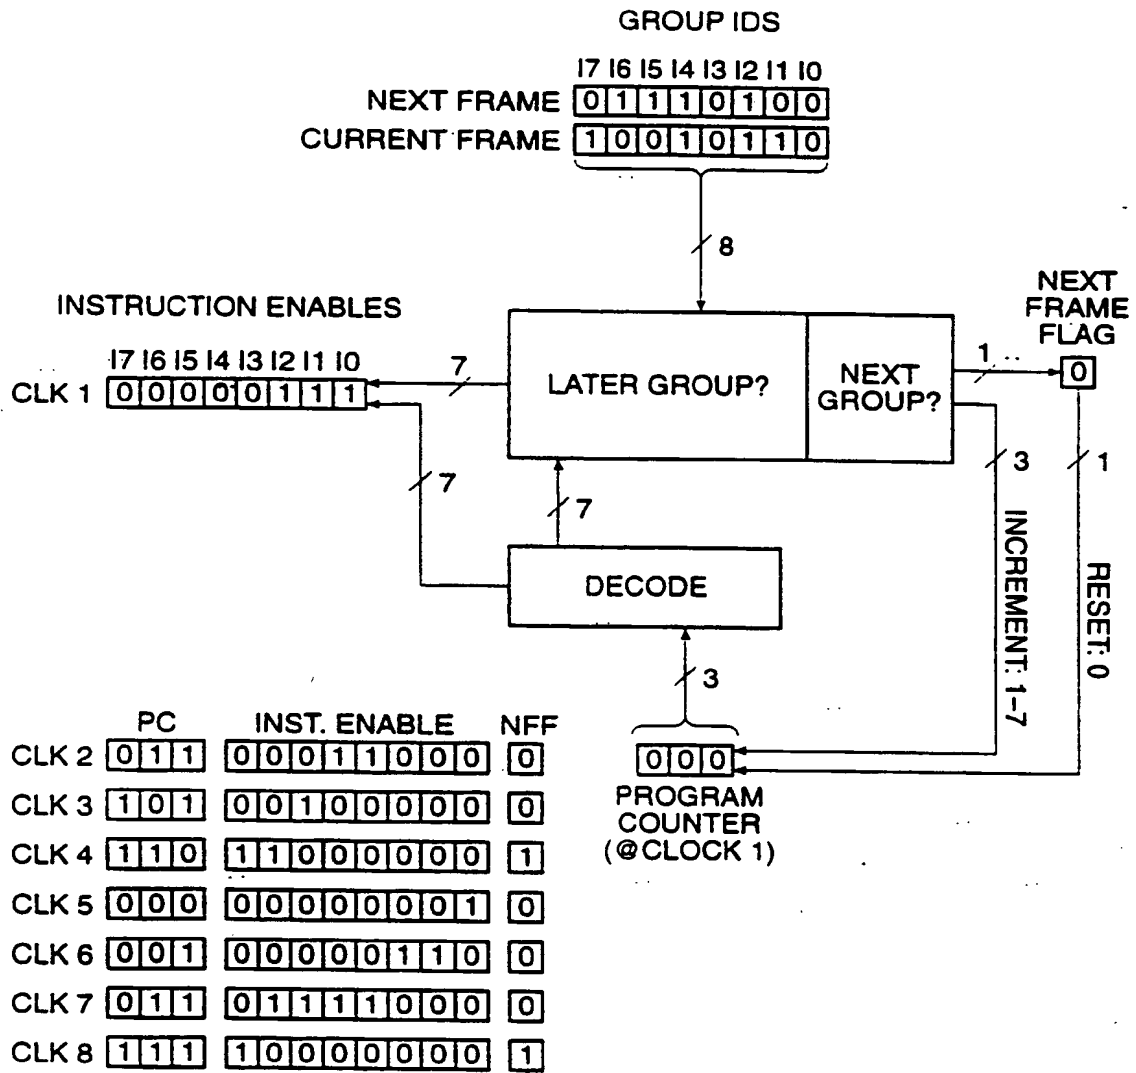 GROUP IDS
I7 I6 I5 I4 I3 I2 I1 I0
NEXT FRAME 0 1 1 1 0 1 0 0
CURRENT FRAME 1 0 0 1 0 1 1 0
8
INSTRUCTION ENABLES
I7 I6 I5 I4 I3 I2 I1 I0
CLK 1 0 0 0 0 0 1 1 1
7
LATER GROUP?
NEXT GROUP?
1
NEXT
FRAME
FLAG
0
7
7
3
1
DECODE
INCREMENT: 1-7
RESET: 0
3
0 0 0
PROGRAM
COUNTER
(@CLOCK 1)
PC INST. ENABLE NFF
CLK 2 0 1 1 0 0 0 1 1 0 0 0 0
CLK 3 1 0 1 0 0 1 0 0 0 0 0 0
CLK 4 1 1 0 1 1 0 0 0 0 0 0 1
CLK 5 0 0 0 0 0 0 0 0 0 0 1 0
CLK 6 0 0 1 0 0 0 0 0 1 1 0 0
CLK 7 0 1 1 0 1 1 1 1 0 0 0 0
CLK 8 1 1 1 1 0 0 0 0 0 0 0 1